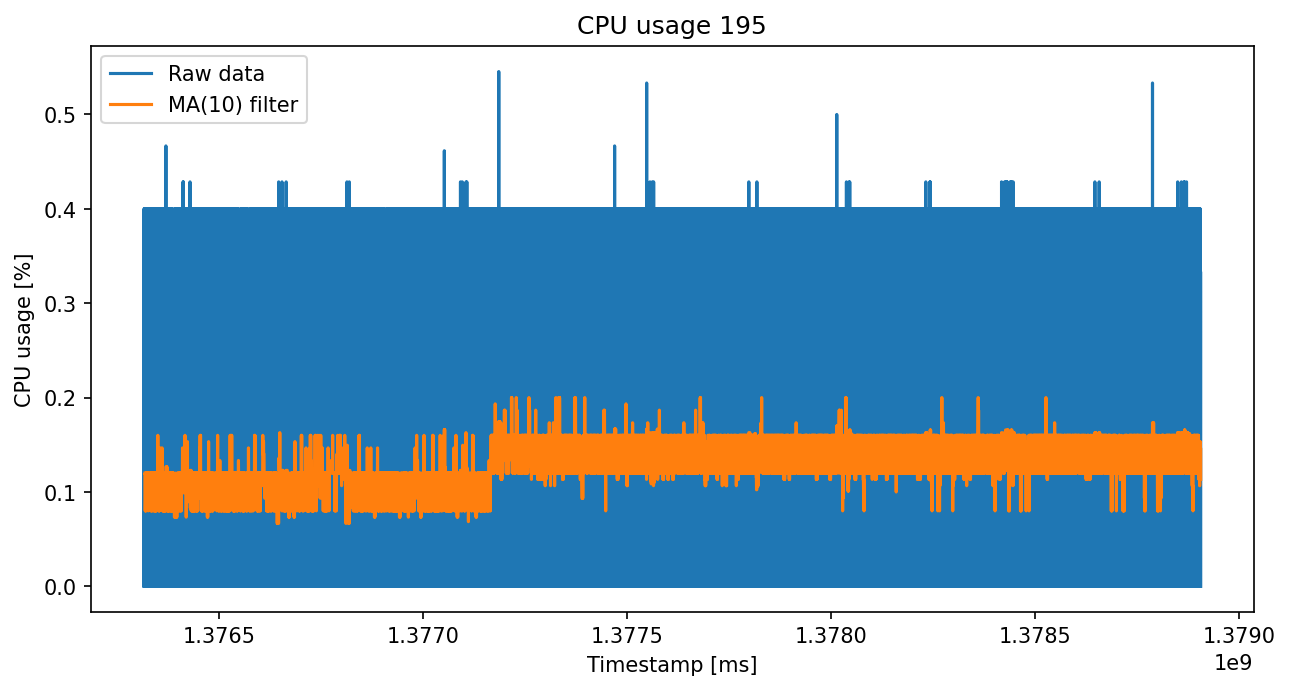 CPU usage 195
Raw data
MA(10) filter
CPU usage [%]
0.5
0.4
0.3
0.2
0.1
0.0
1.3765 1.3770 1.3775 1.3780 1.3785 1.3790
1e9
Timestamp [ms]